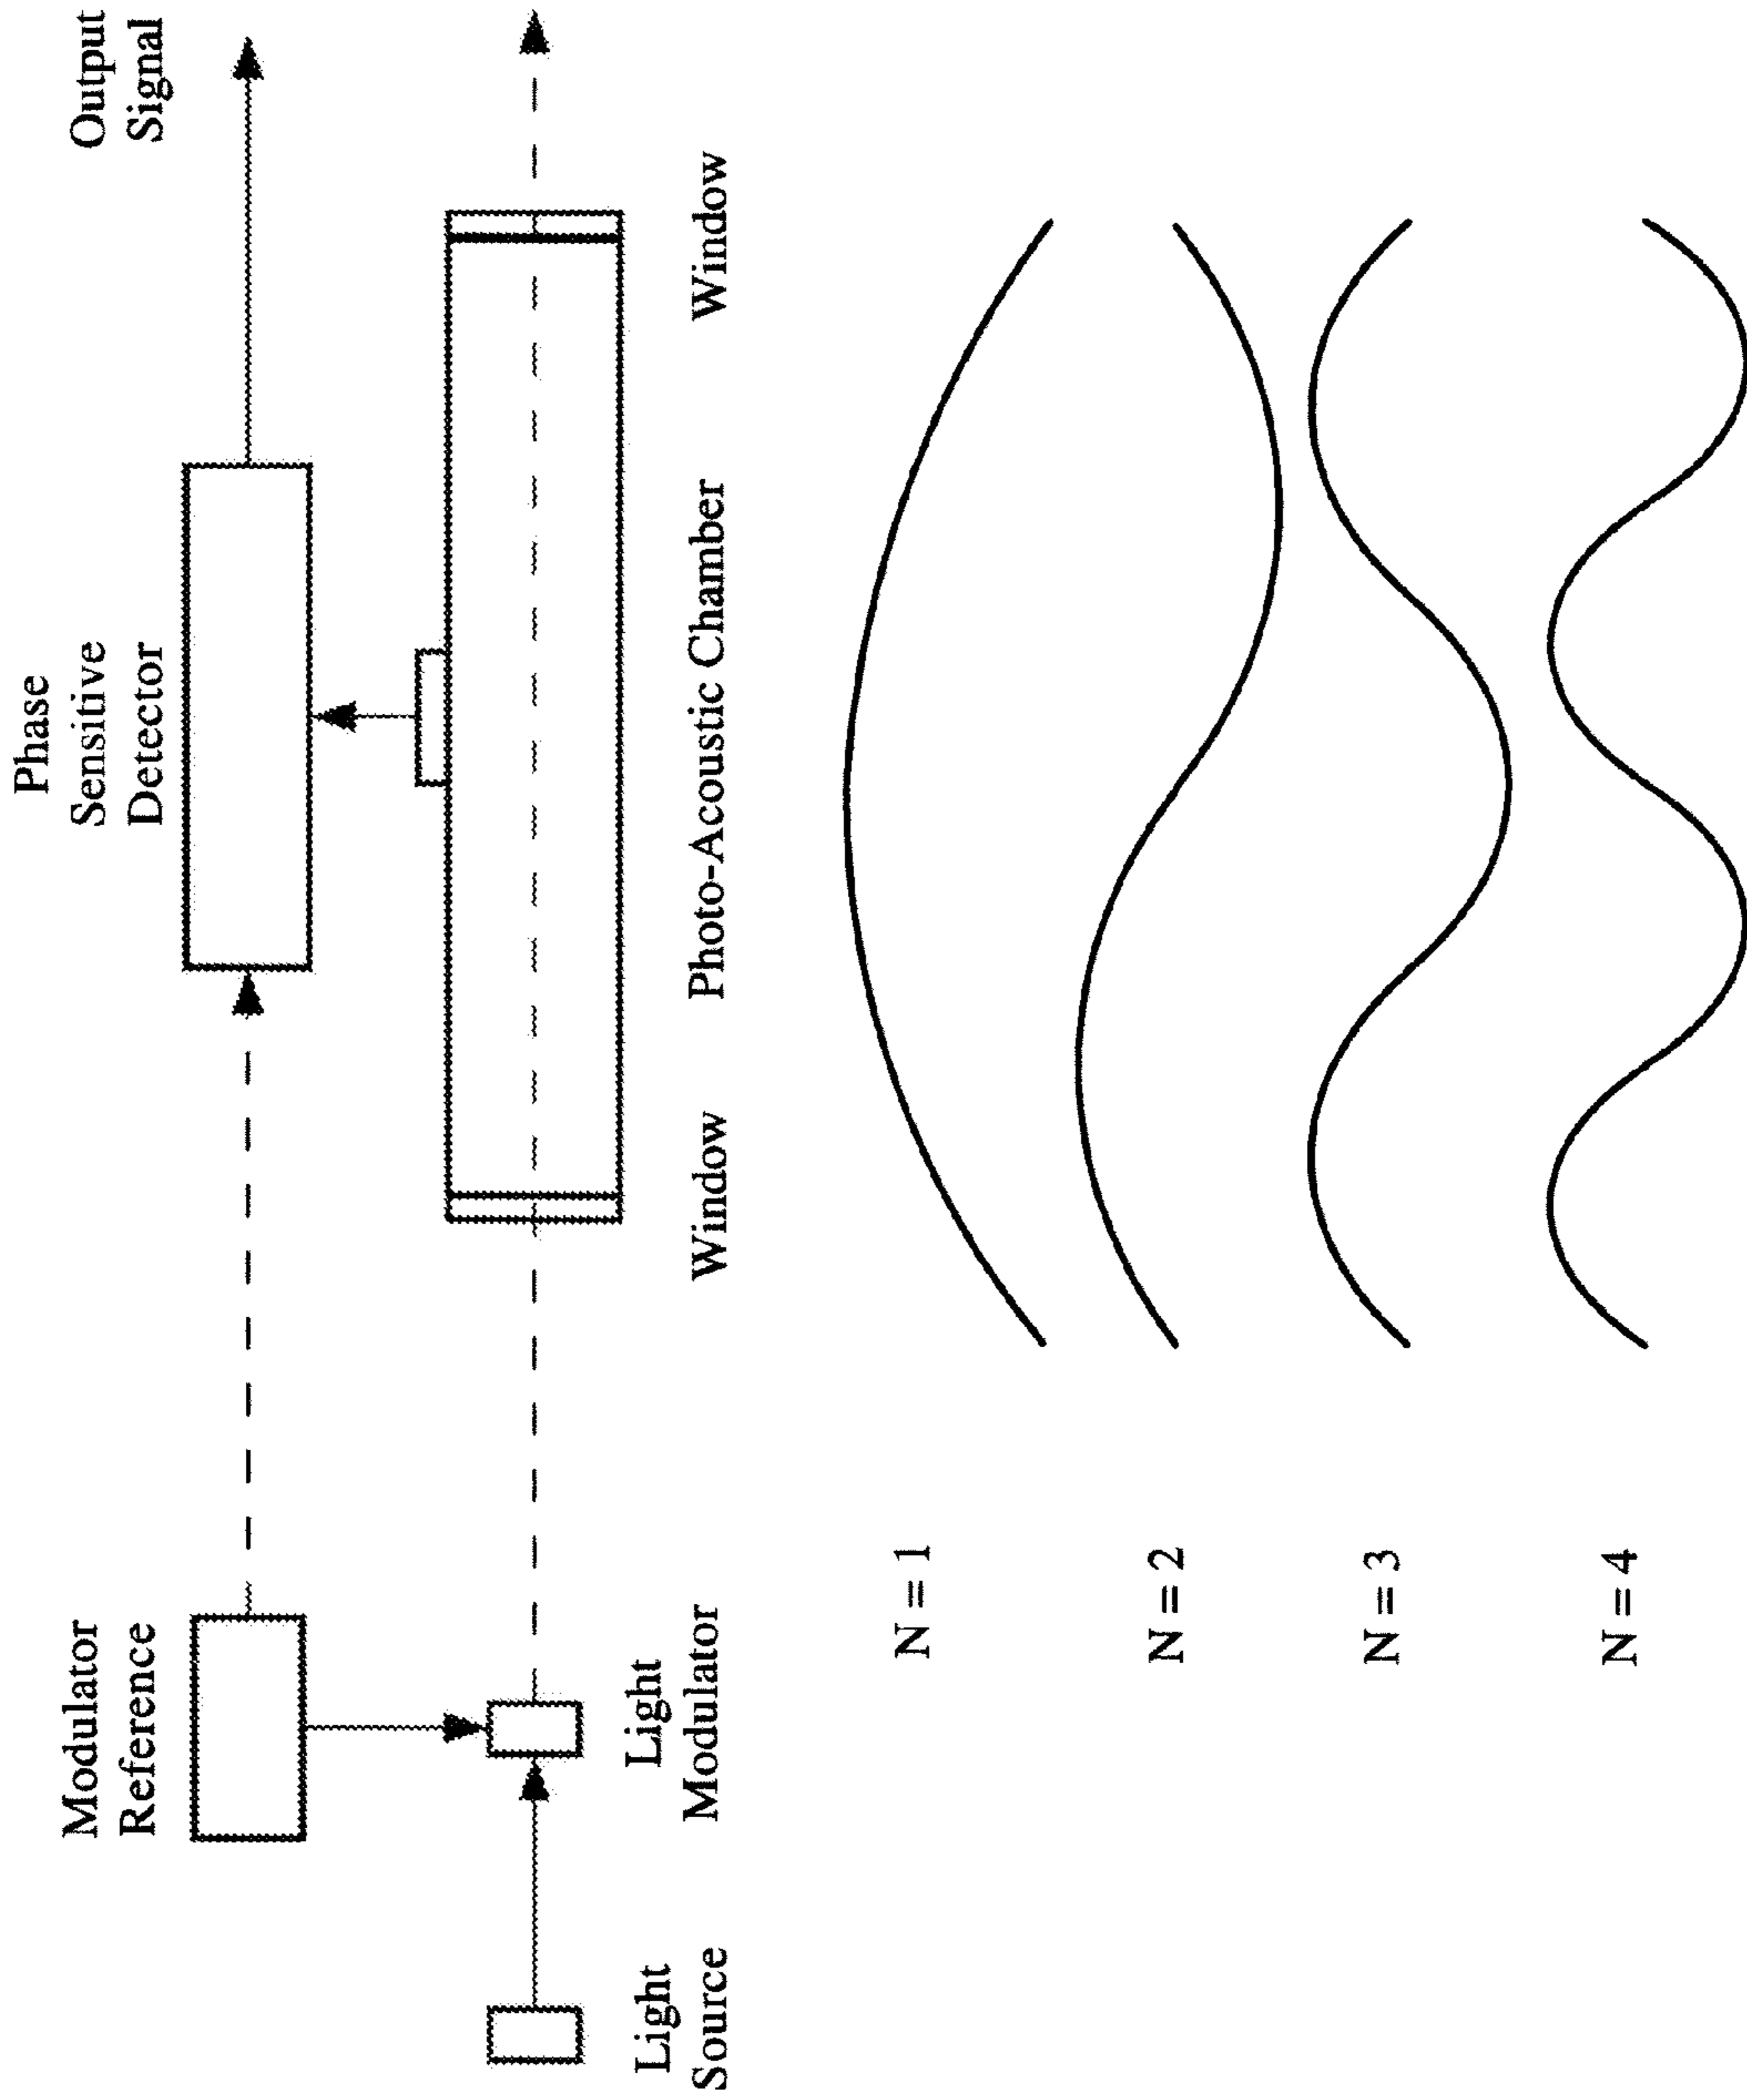 Modulator
Reference
Phase
Sensitive
Detector
Output
Signal
Light
Source
Light
Modulator
Window
Photo-Acoustic Chamber
Window
N = 1
N = 2
N = 3
N = 4